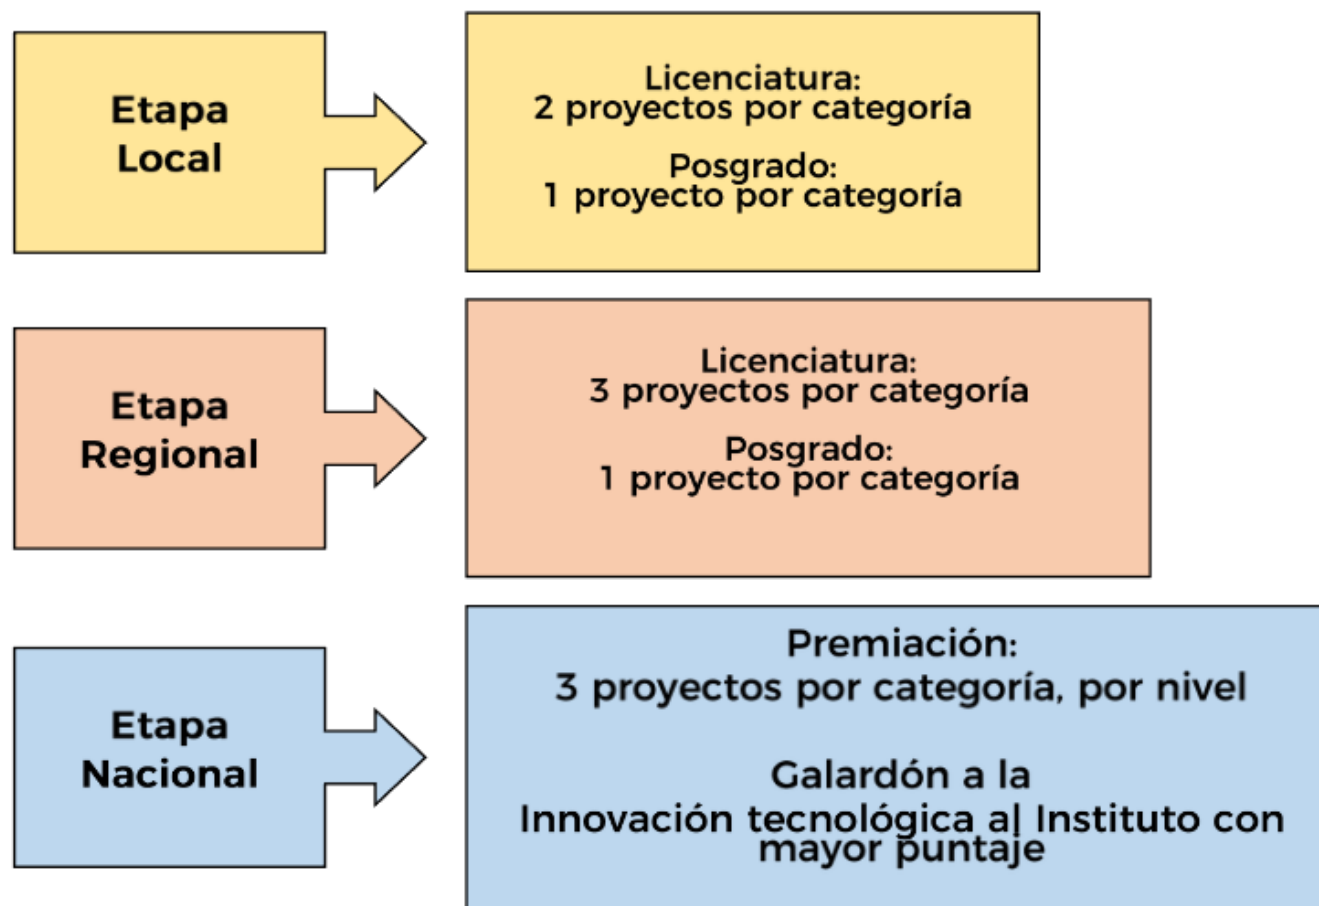 Etapa
Local
Licenciatura:
2 proyectos por categoría
Posgrado:
1 proyecto por categoría
Etapa
Regional
Licenciatura:
3 proyectos por categoría
Posgrado:
1 proyecto por categoría
Etapa
Nacional
Premiación:
3 proyectos por categoría, por nivel
Galardón a la
Innovación tecnológica al Instituto con
mayor puntaje